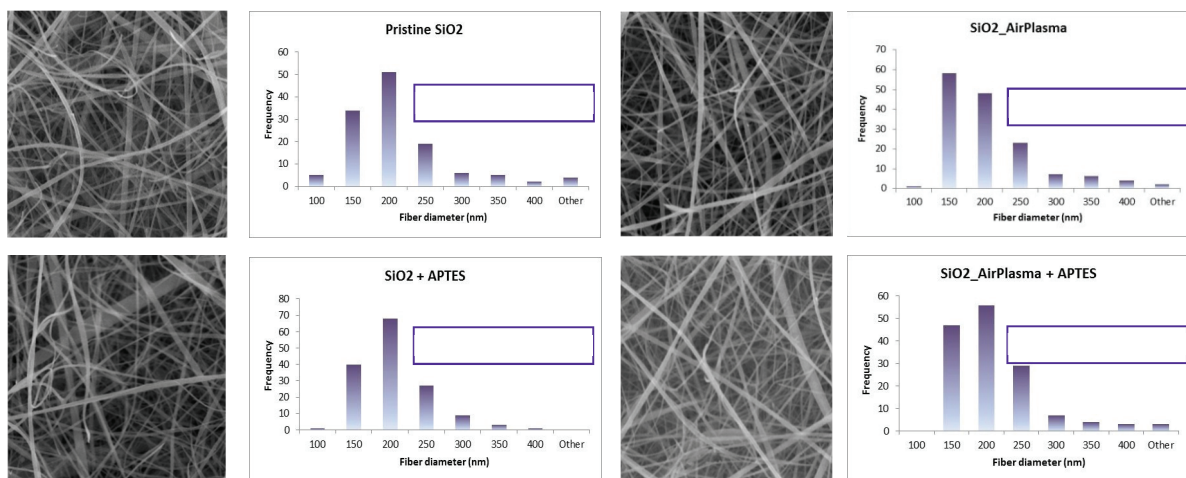 Pristine SiO2
60
50
40
30
20
10
0
Frequency
100 150 200 250 300 350 400 Other
Fiber diameter (nm)
SiO2_AirPlasma
70
60
50
40
30
20
10
0
Frequency
100 150 200 250 300 350 400 Other
Fiber diameter (nm)
SiO2 + APTES
80
70
60
50
40
30
20
10
0
Frequency
100 150 200 250 300 350 400 Other
Fiber diameter (nm)
SiO2_AirPlasma + APTES
60
50
40
30
20
10
0
Frequency
100 150 200 250 300 350 400 Other
Fiber diameter (nm)